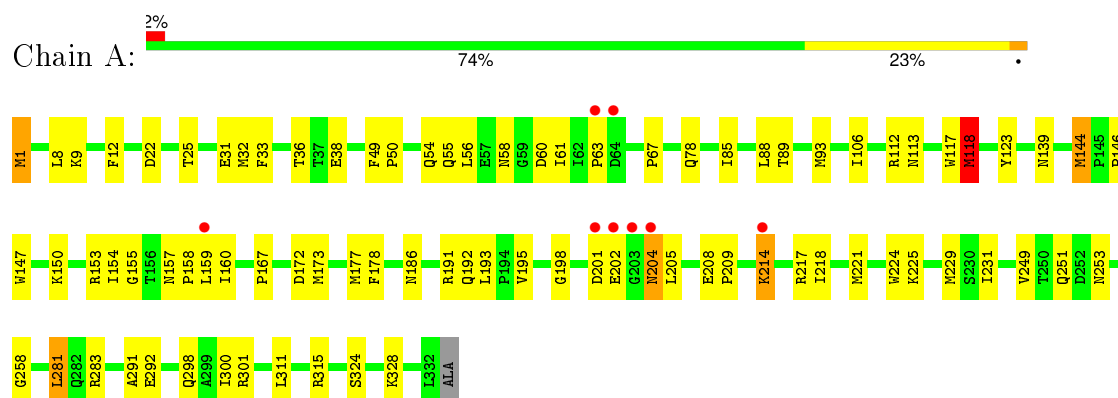 2%
Chain A:
74% 23% •
M1 L8 K9 F12 D22 T25 E31 M32 F33 T36 T37 E38 F49 P50 Q54 Q55 L56 E57 N58 G59 D60 I61 I62 P63 D64 P67 Q78 I85 L88 T89 M93 I106 R112 N113 W117 M118 Y123 N139 M144 P145
W147 K150 R153 I154 G155 T156 N157 P158 L159 I160 P167 D172 M173 M177 F178 N186 R191 Q192 L193 P194 V195 G198 D201 E202 G203 N204 L205 E208 P209 K214 R217 I218 M221 W224 K225 M229 S230 I231 V249 T250 Q251 D252 N253
G258 L281 Q282 R283 A291 E292 Q298 A299 I300 R301 L311 R315 S324 K328 L332 ALA